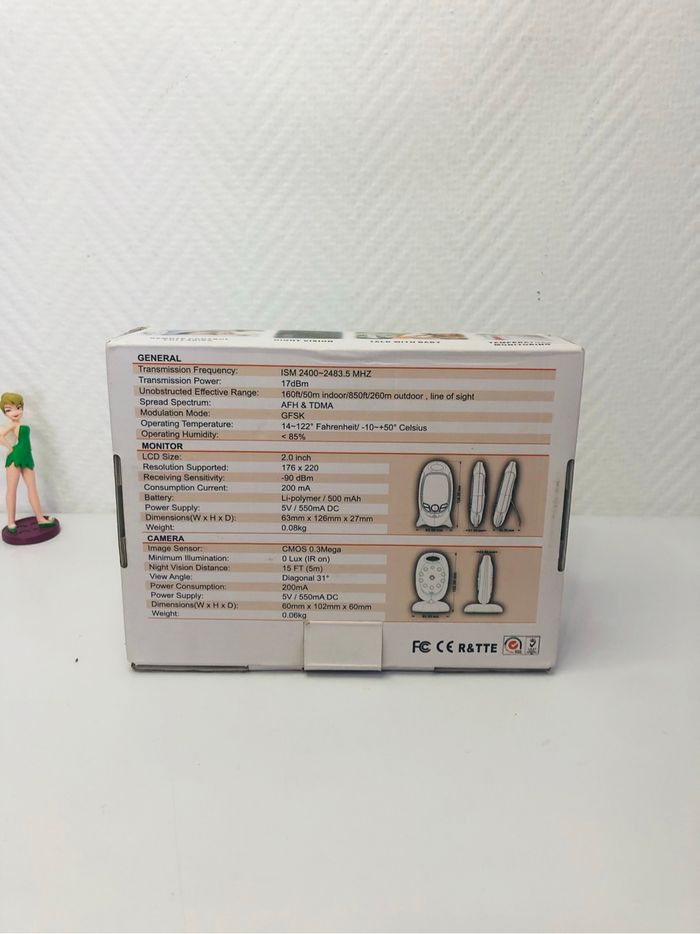 NIGHT VISION
TALK WITH BABY
MONITORING
GENERAL
Transmission Frequency: ISM 2400~2483.5 MHZ
Transmission Power: 17dBm
Unobstructed Effective Range: 160ft/50m indoor/850ft/260m outdoor , line of sight
Spread Spectrum: AFH & TDMA
Modulation Mode: GFSK
Operating Temperature: 14~122° Fahrenheit/ -10~+50° Celsius
Operating Humidity: < 85%
MONITOR
LCD Size: 2.0 inch
Resolution Supported: 176 x 220
Receiving Sensitivity: -90 dBm
Consumption Current: 200 mA
Battery: Li-polymer / 500 mAh
Power Supply: 5V / 550mA DC
Dimensions(W x H x D): 63mm x 126mm x 27mm
Weight: 0.08kg
CAMERA
Image Sensor: CMOS 0.3Mega
Minimum Illumination: 0 Lux (IR on)
Night Vision Distance: 15 FT (5m)
View Angle: Diagonal 31°
Power Consumption: 200mA
Power Supply: 5V / 550mA DC
Dimensions(W x H x D): 60mm x 102mm x 60mm
Weight: 0.06kg
FC CE R&TTE